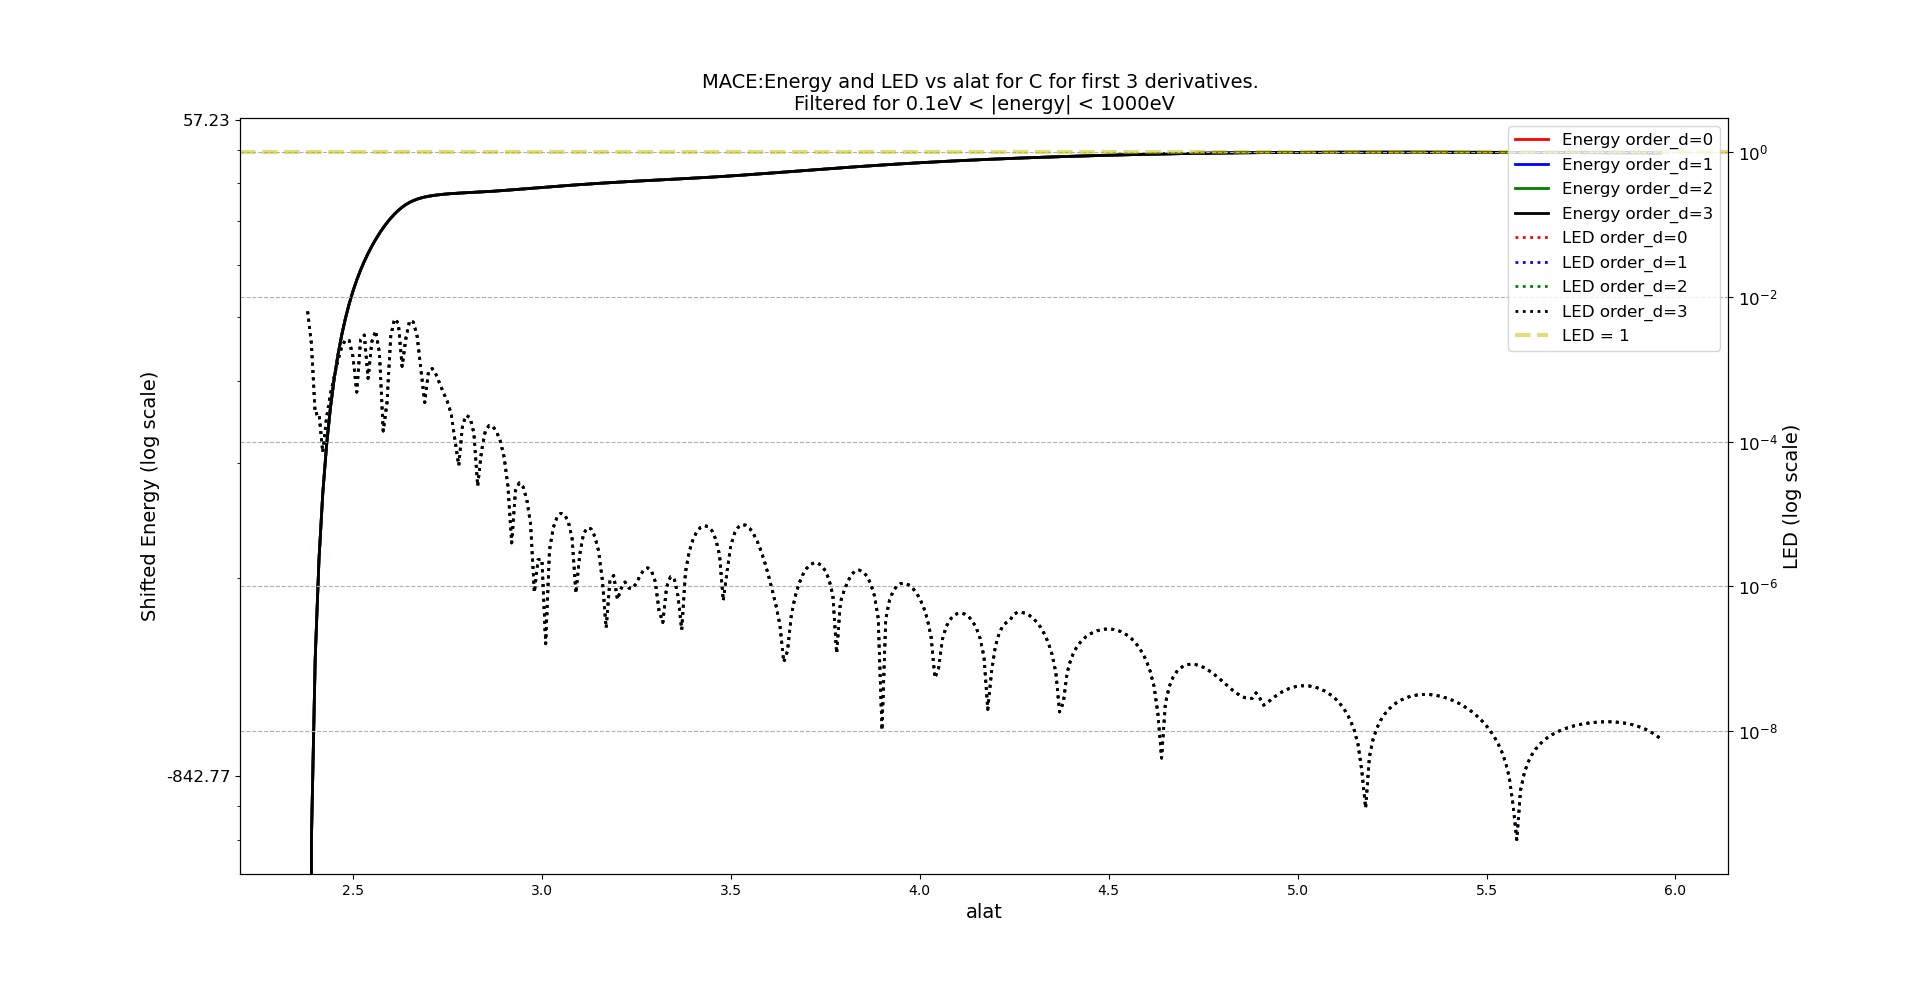 MACE:Energy and LED vs alat for C for first 3 derivatives.
Filtered for 0.1eV < |energy| < 1000eV
57.23
-842.77
Shifted Energy (log scale)
Energy order_d=0
Energy order_d=1
Energy order_d=2
Energy order_d=3
LED order_d=0
LED order_d=1
LED order_d=2
LED order_d=3
LED = 1
10⁰
10⁻²
10⁻⁴
10⁻⁶
10⁻⁸
LED (log scale)
2.5
3.0
3.5
4.0
4.5
5.0
5.5
6.0
alat